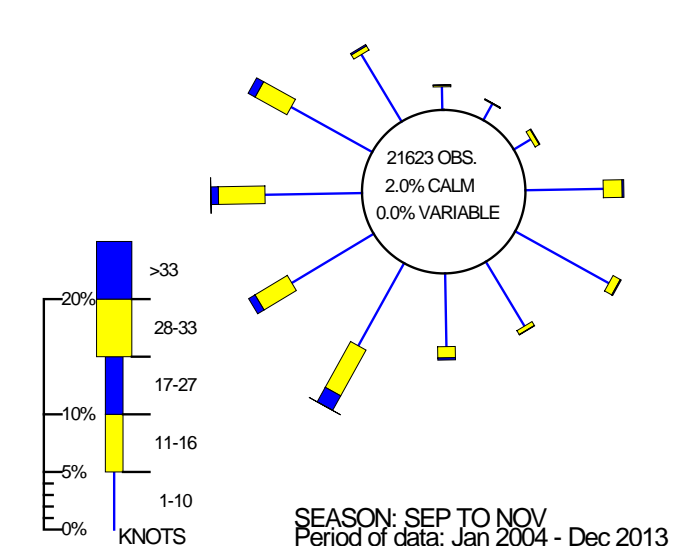 21623 OBS.
2.0% CALM
0.0% VARIABLE
>33
20%
28-33
17-27
10%
11-16
5%
1-10
0%
KNOTS
SEASON: SEP TO NOV
Period of data: Jan 2004 - Dec 2013